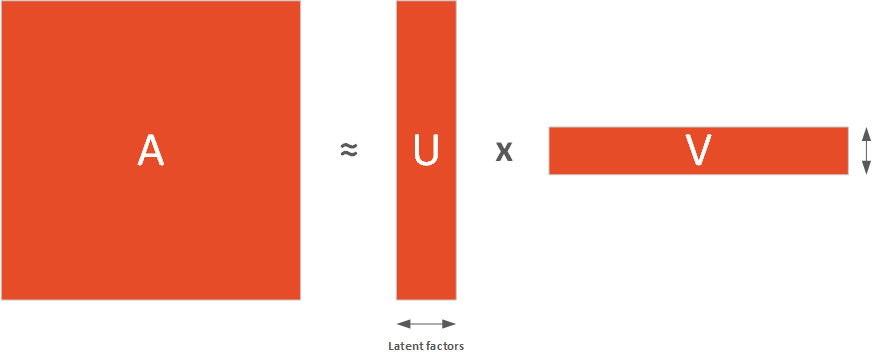 A ≈ U x V
Latent factors